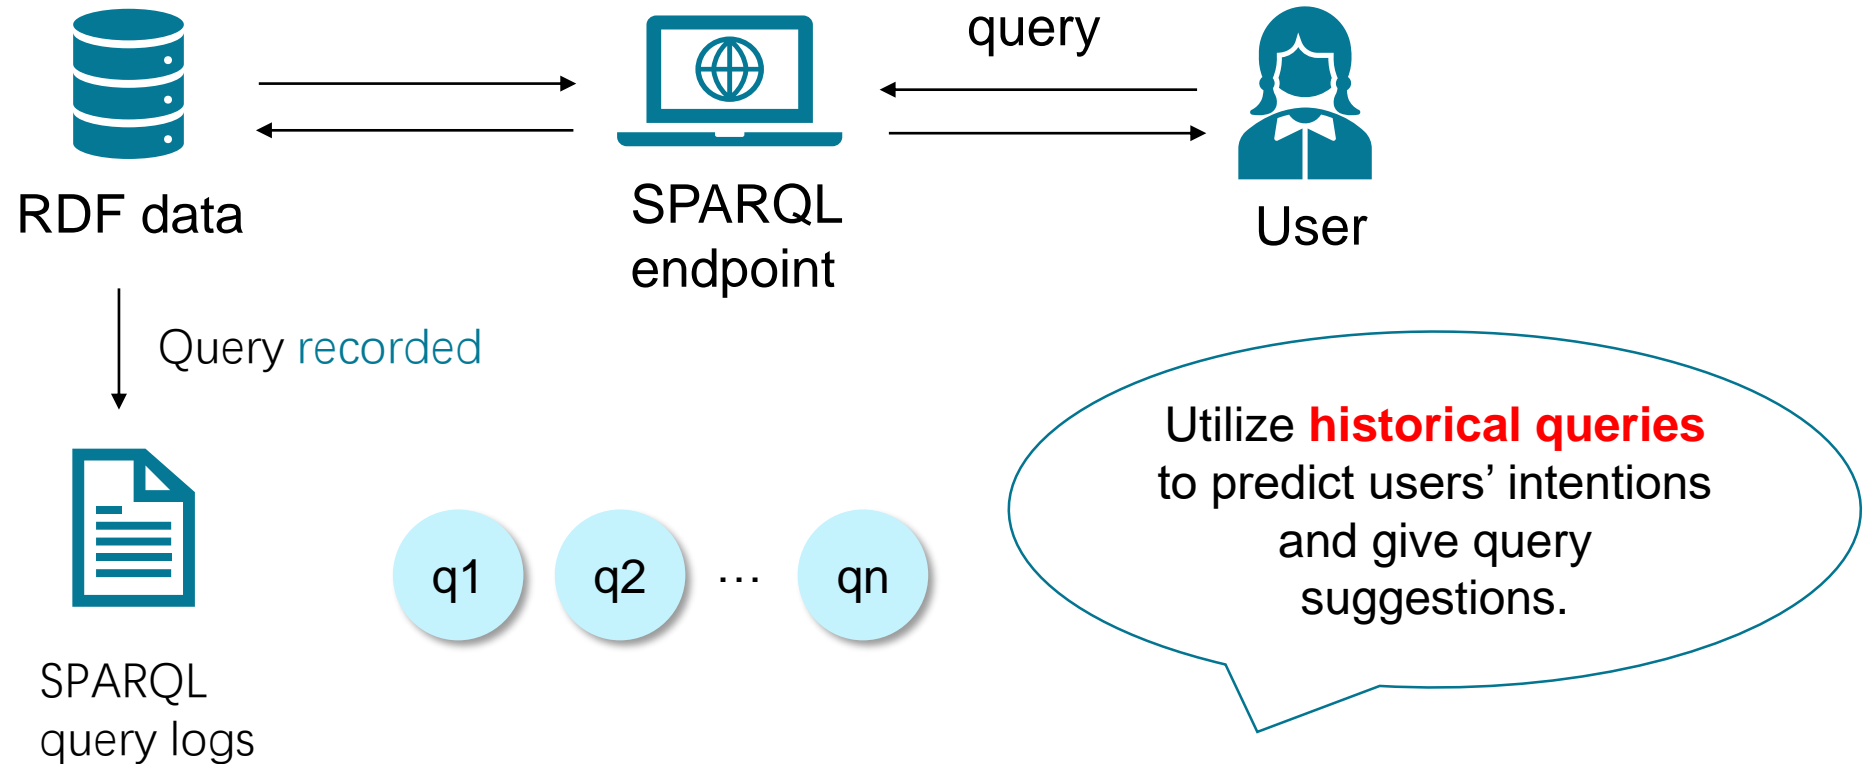 query
RDF data
SPARQL
endpoint
User
Query recorded
Utilize historical queries
to predict users’ intentions
and give query
suggestions.
q1
q2
...
qn
SPARQL
query logs